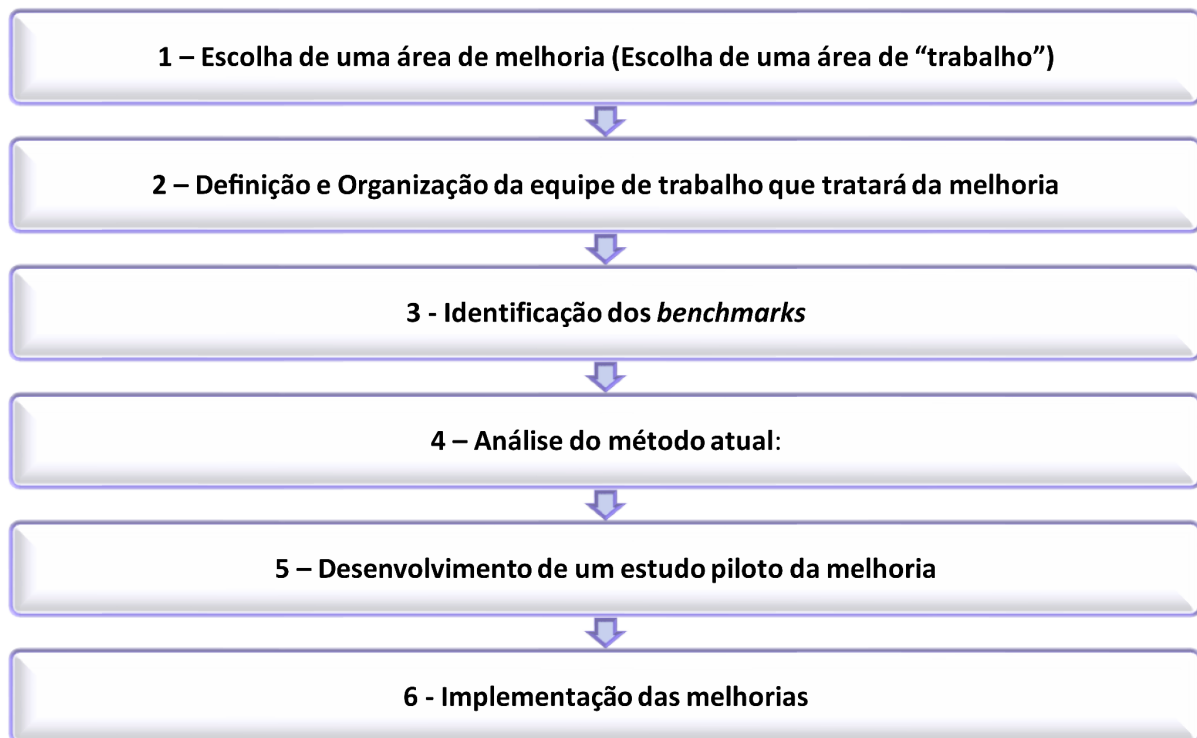 1 – Escolha de uma área de melhoria (Escolha de uma área de “trabalho”)
2 – Definição e Organização da equipe de trabalho que tratará da melhoria
3 - Identificação dos benchmarks
4 – Análise do método atual:
5 – Desenvolvimento de um estudo piloto da melhoria
6 - Implementação das melhorias